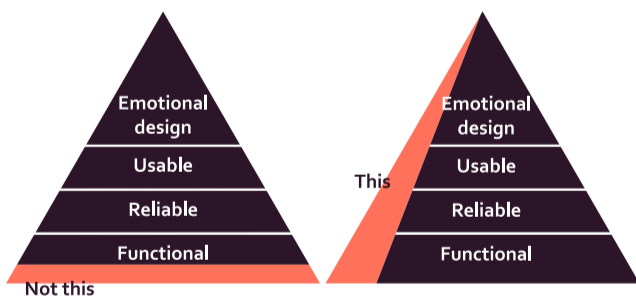 Emotional
design
Usable
Reliable
Functional
Not this
Emotional
design
Usable
This
Reliable
Functional